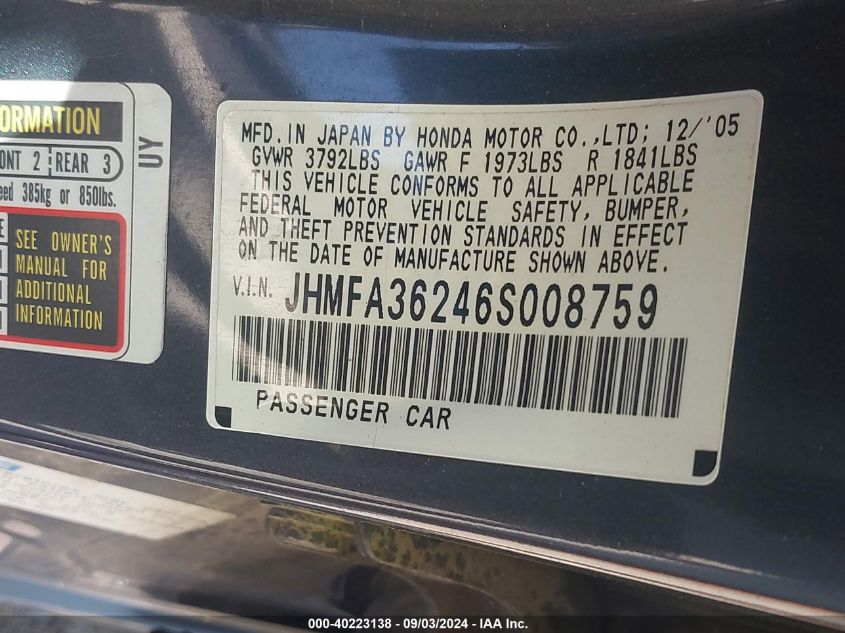 ORMATION
ONT 2 REAR 3
eed 385kg or 850lbs.
E
SEE OWNER'S
MANUAL FOR
ADDITIONAL
INFORMATION
UY
MFD. IN JAPAN BY HONDA MOTOR CO.,LTD; 12/'05
GVWR 3792LBS GAWR F 1973LBS R 1841LBS
THIS VEHICLE CONFORMS TO ALL APPLICABLE
FEDERAL MOTOR VEHICLE SAFETY, BUMPER,
AND THEFT PREVENTION STANDARDS IN EFFECT
ON THE DATE OF MANUFACTURE SHOWN ABOVE.
V.I.N. JHMFA36246S008759
PASSENGER CAR
000-40223138 - 09/03/2024 - IAA Inc.